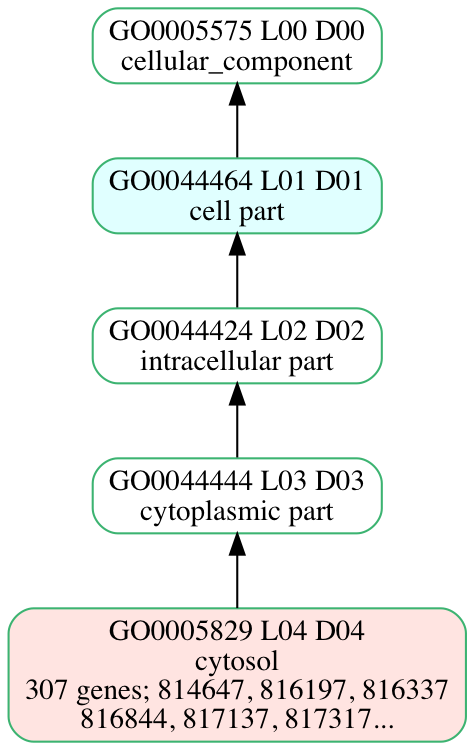 GO0005575 L00 D00
cellular_component
GO0044464 L01 D01
cell part
GO0044424 L02 D02
intracellular part
GO0044444 L03 D03
cytoplasmic part
GO0005829 L04 D04
cytosol
307 genes; 814647, 816197, 816337
816844, 817137, 817317...